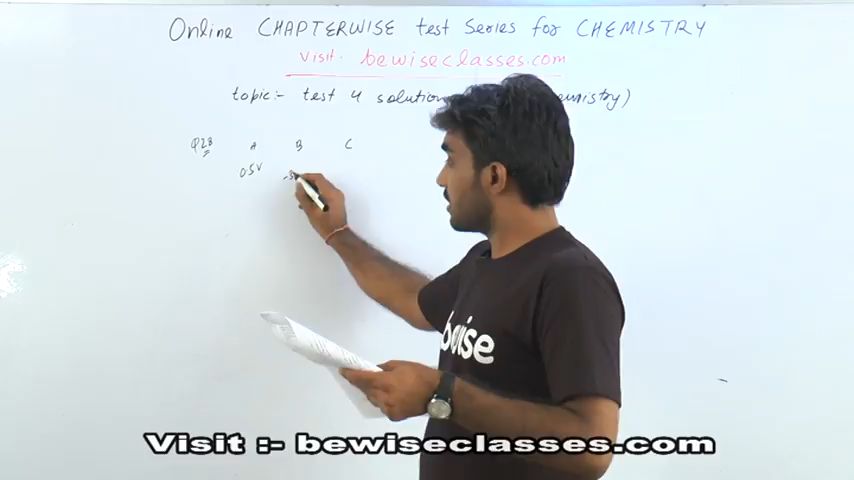 Online CHAPTERWISE test Series for CHEMISTRY
visit. bewiseclasses.com
topic:- test 4 solution
Q28 A B C
0.5V
bewise
Visit :- bewiseclasses.com